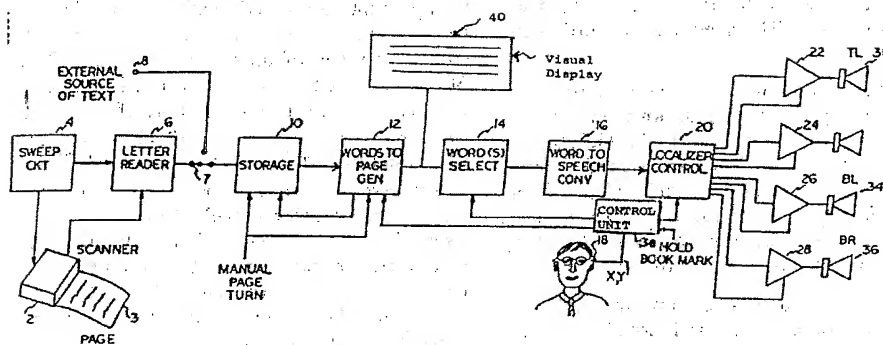 40
Visual
Display
EXTERNAL
SOURCE
OF TEXT
8
4
SWEEP
CKT
6
LETTER
READER
7
10
STORAGE
12
WORDS TO
PAGE
GEN
14
WORD(S)
SELECT
16
WORD TO
SPEECH
CONV
20
LOCALIZER
CONTROL
22
TL
24
26
BL
34
28
BR
36
CONTROL
UNIT
38
HOLD
BOOK MARK
18
X,Y
MANUAL
PAGE
TURN
SCANNER
2
3
PAGE